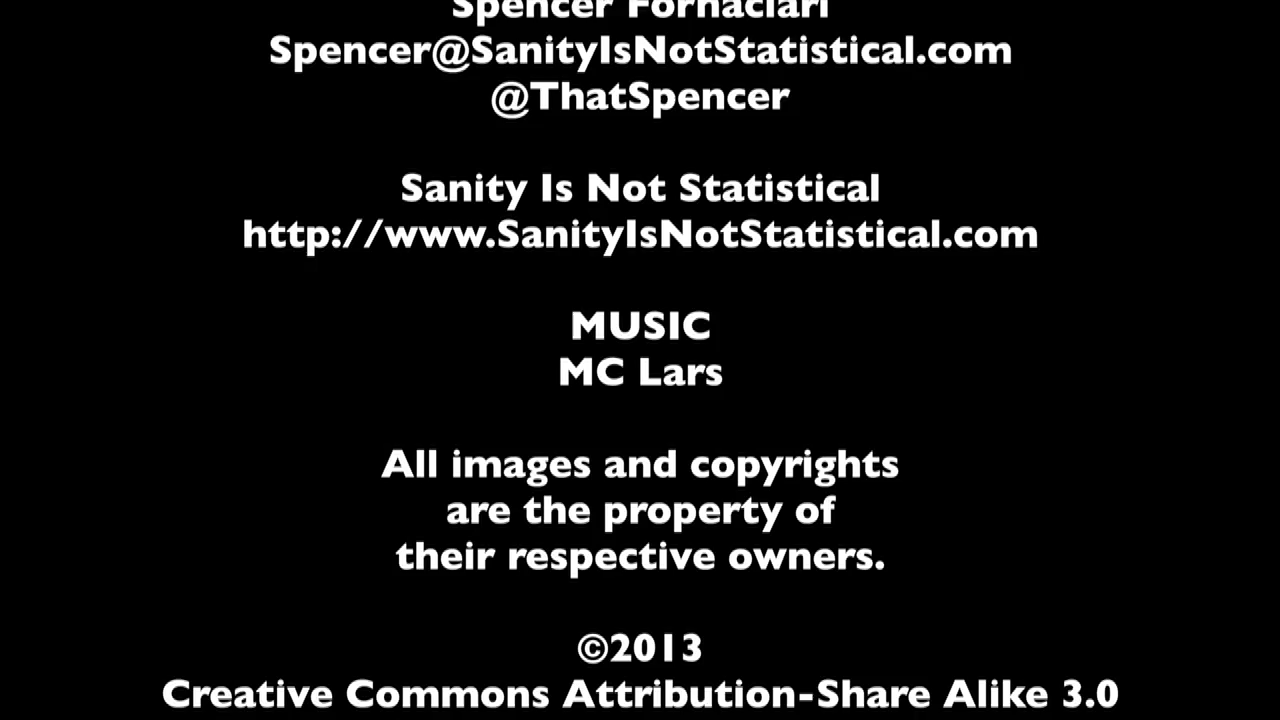 Spencer Fornaciari
Spencer@SanityIsNotStatistical.com
@ThatSpencer
Sanity Is Not Statistical
http://www.SanityIsNotStatistical.com
MUSIC
MC Lars
All images and copyrights
are the property of
their respective owners.
©2013
Creative Commons Attribution-Share Alike 3.0